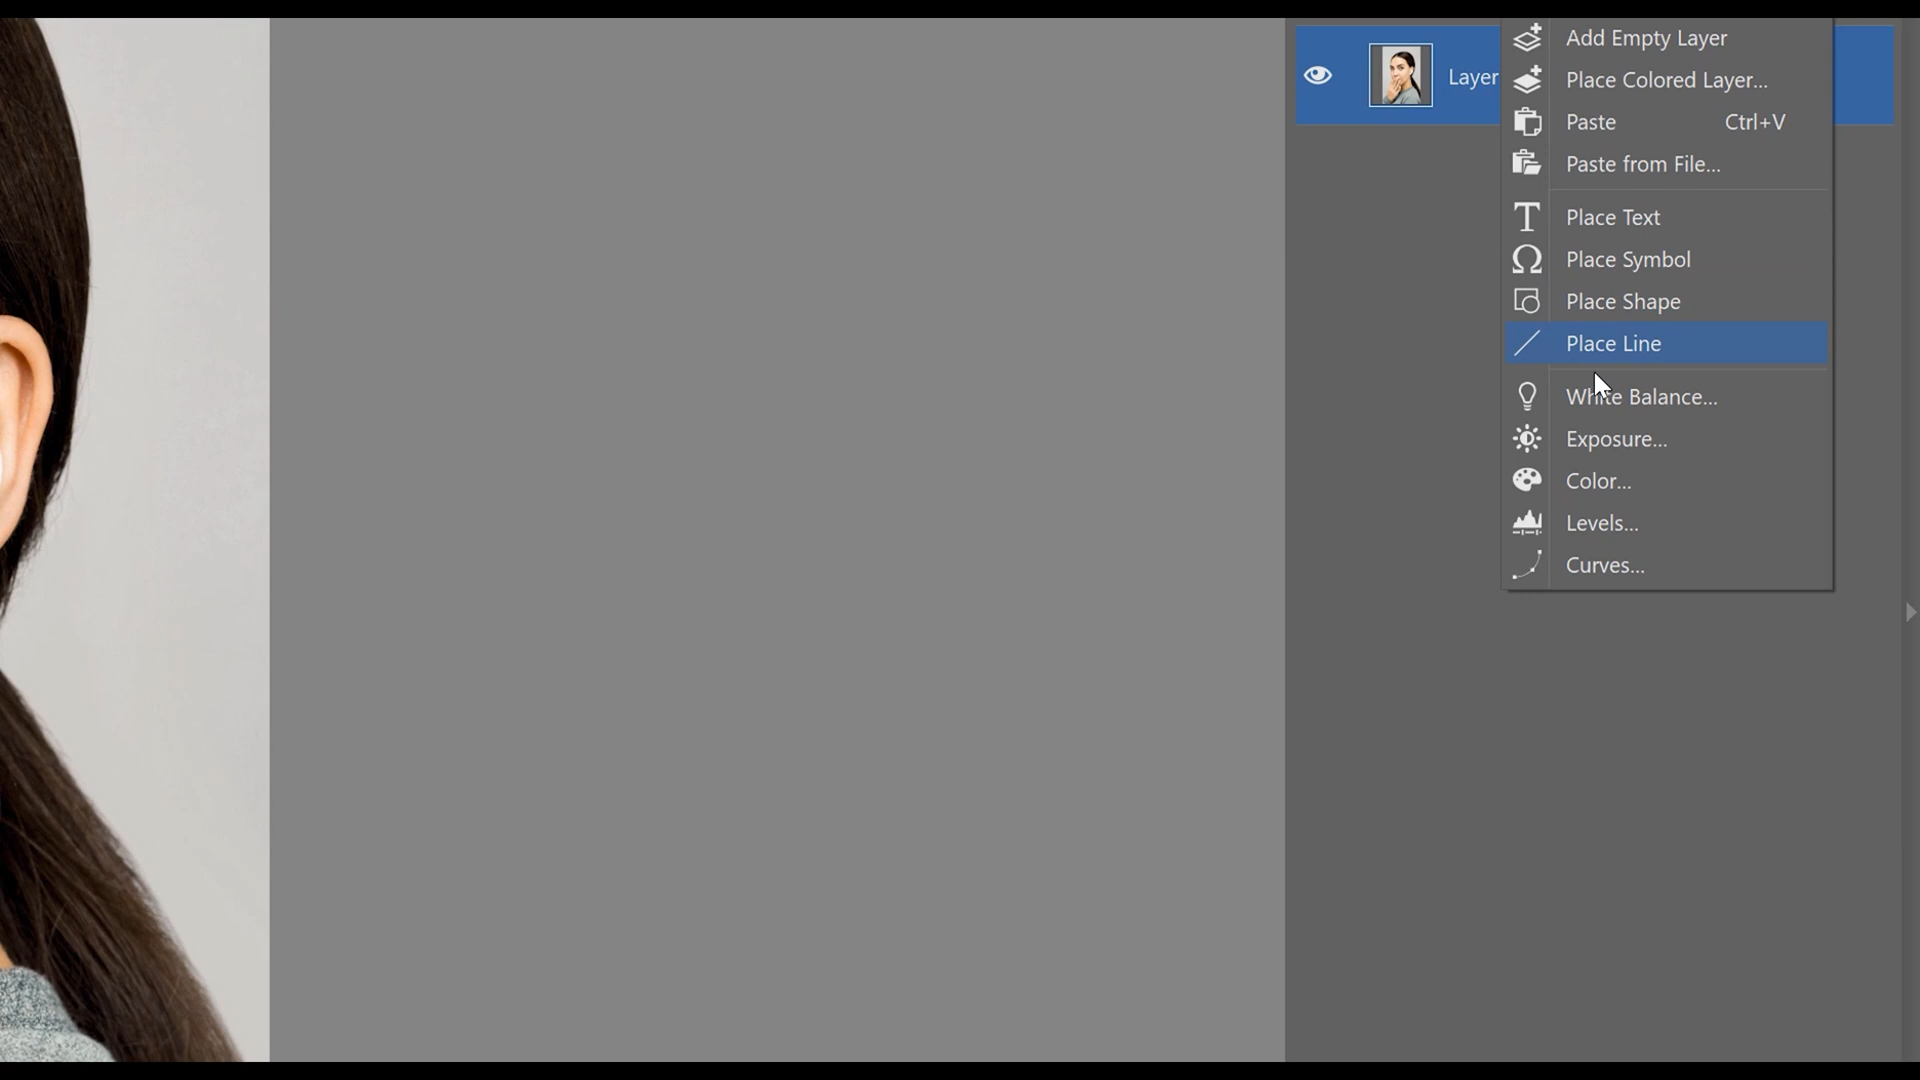 Layer
Add Empty Layer
Place Colored Layer...
Paste Ctrl+V
Paste from File...
Place Text
Place Symbol
Place Shape
Place Line
White Balance...
Exposure...
Color...
Levels...
Curves...